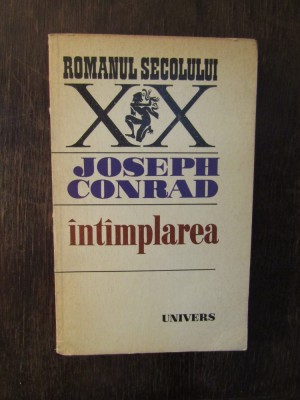 ROMANUL SECOLULUI
XX
JOSEPH
CONRAD
întîmplarea
UNIVERS